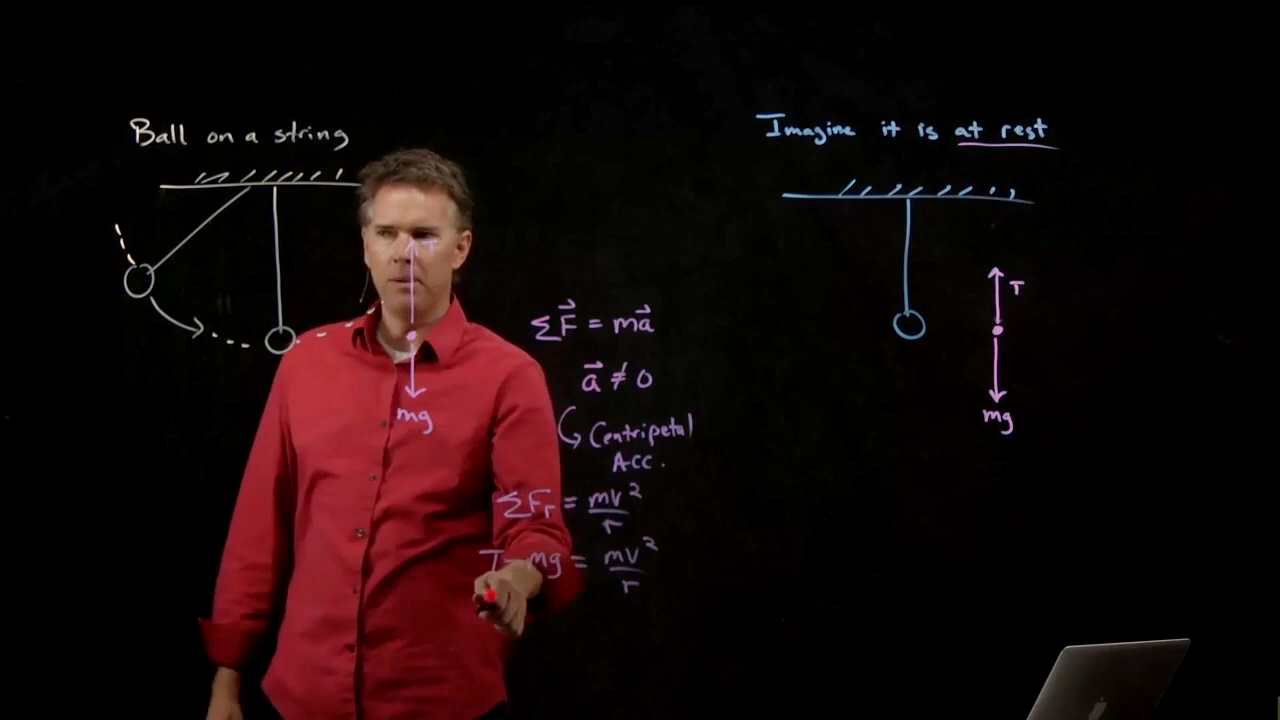 Ball on a string
T
mg
ΣF⃗ = ma⃗
a⃗ ≠ 0
Centripetal
Acc.
ΣFr = mv²/r
T - mg = mv²/r
Imagine it is at rest
T
mg